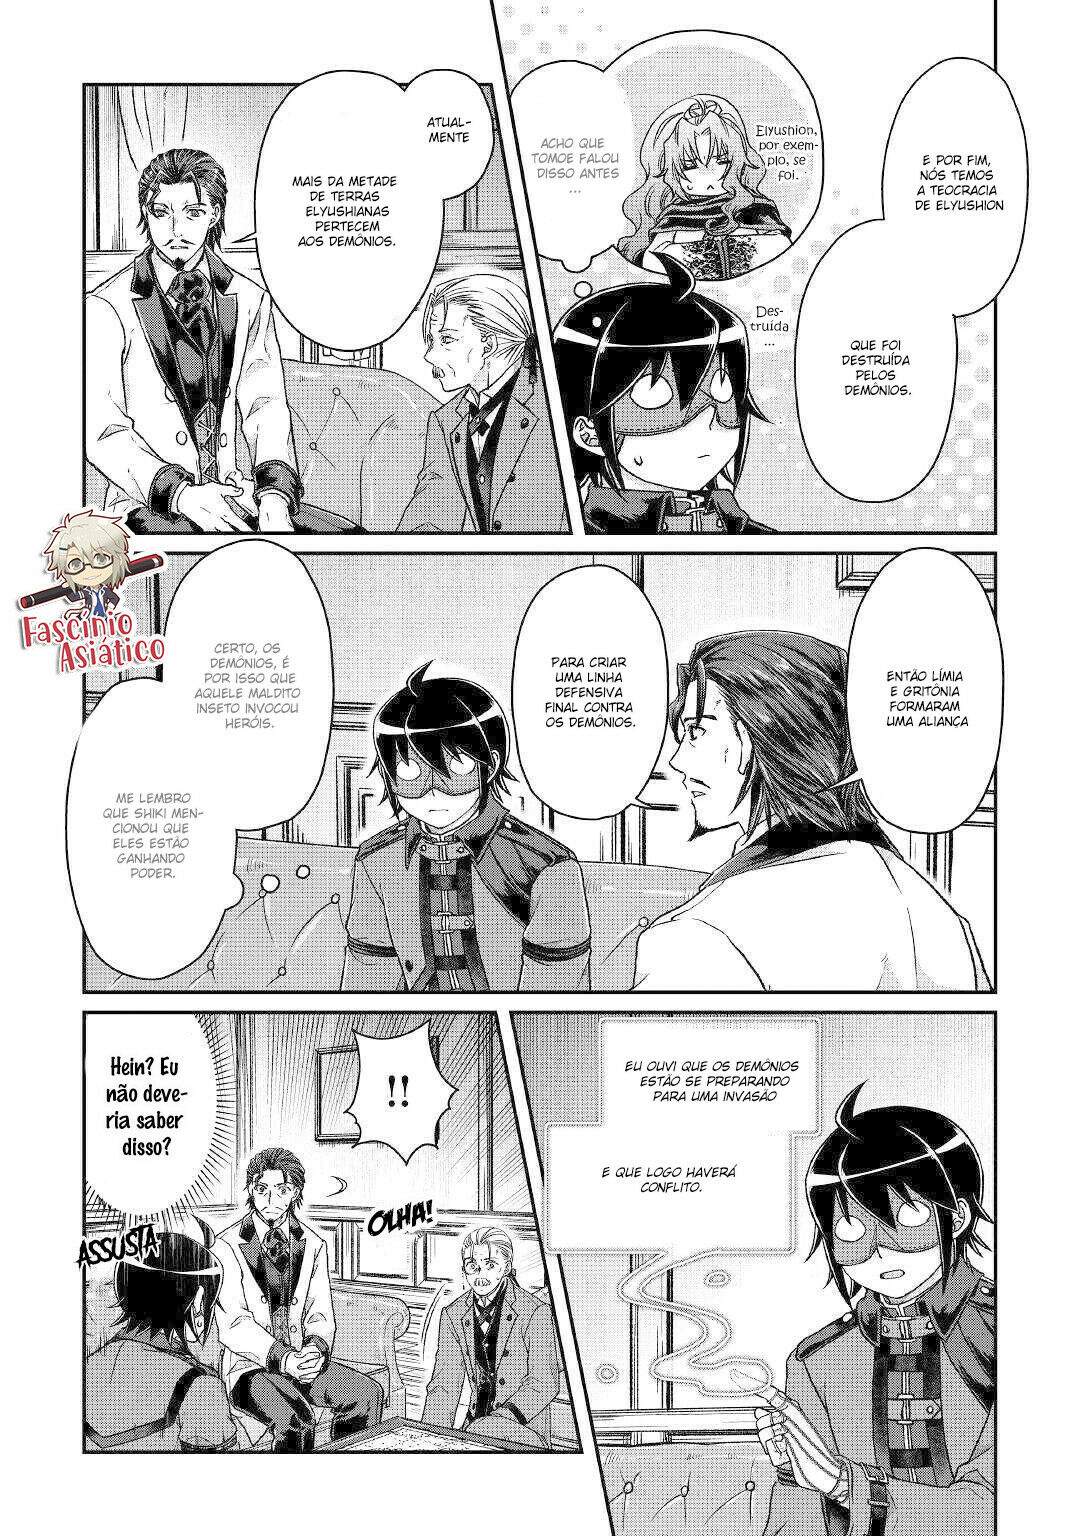 E POR FIM,
NÓS TEMOS
A TEOCRACIA
DE ELYUSHION
QUE FOI
DESTRUÍDA
PELOS
DEMÔNIOS.
Elyushion,
por exem-
plo, se
foi.
ACHO QUE
TOMOE FALOU
DISSO ANTES
...
Des-
truída
...
ATUAL-
MENTE
MAIS DA METADE
DE TERRAS
ELYUSHIANAS
PERTECEM
AOS DEMÔNIOS.
ENTÃO LÍMIA
E GRITÔNIA
FORMARAM
UMA ALIANÇA
PARA CRIAR
UMA LINHA
DEFENSIVA
FINAL CONTRA
OS DEMÔNIOS.
CERTO, OS
DEMÔNIOS, É
POR ISSO QUE
AQUELE MALDITO
INSETO INVOCOU
HERÓIS.
ME LEMBRO
QUE SHIKI MEN-
CIONOU QUE
ELES ESTÃO
GANHANDO
PODER.
Fascínio
Asiático
EU OUVI QUE OS DEMÔNIOS
ESTÃO SE PREPARANDO
PARA UMA INVASÃO
E QUE LOGO HAVERÁ
CONFLITO.
!!
OLHA!
Hein? Eu
não deve-
ria saber
disso?
ASSUSTA